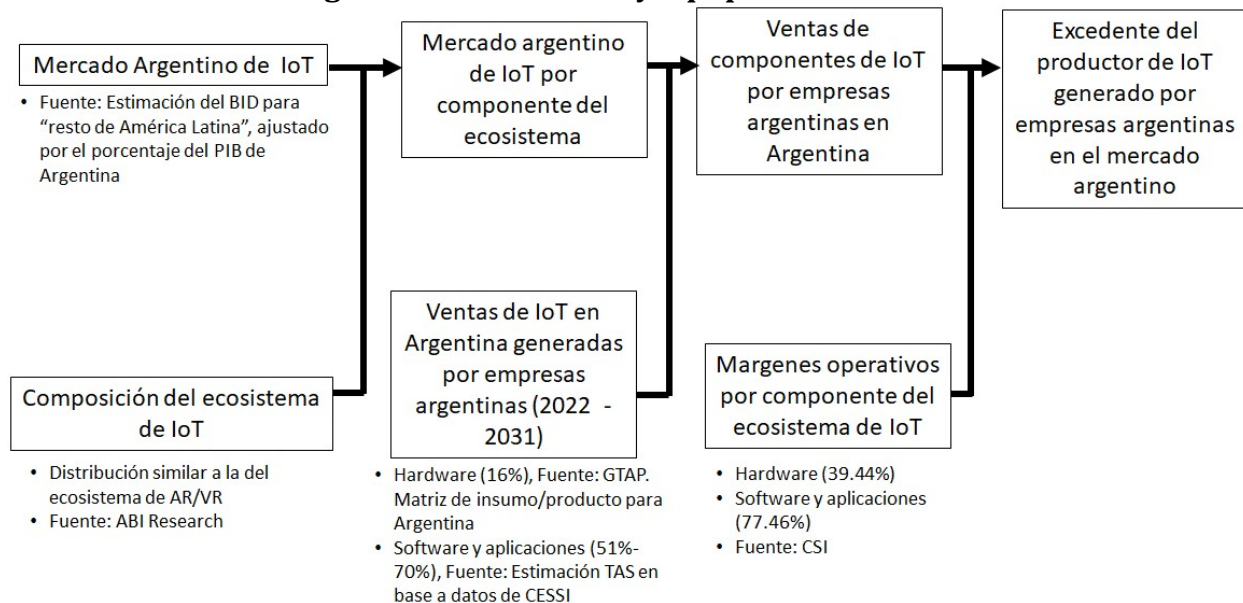 Mercado Argentino de IoT
• Fuente: Estimación del BID para
“resto de América Latina”, ajustado
por el porcentaje del PIB de
Argentina
Composición del ecosistema
de IoT
• Distribución similar a la del
ecosistema de AR/VR
• Fuente: ABI Research
Mercado argentino
de IoT por
componente del
ecosistema
Ventas de IoT en
Argentina generadas
por empresas
argentinas (2022 -
2031)
• Hardware (16%), Fuente: GTAP.
Matriz de insumo/producto para
Argentina
• Software y aplicaciones (51%-
70%), Fuente: Estimación TAS en
base a datos de CESSI
Ventas de
componentes de IoT
por empresas
argentinas en
Argentina
Margenes operativos
por componente del
ecosistema de IoT
• Hardware (39.44%)
• Software y aplicaciones
(77.46%)
• Fuente: CSI
Excedente del
productor de IoT
generado por
empresas argentinas
en el mercado
argentino